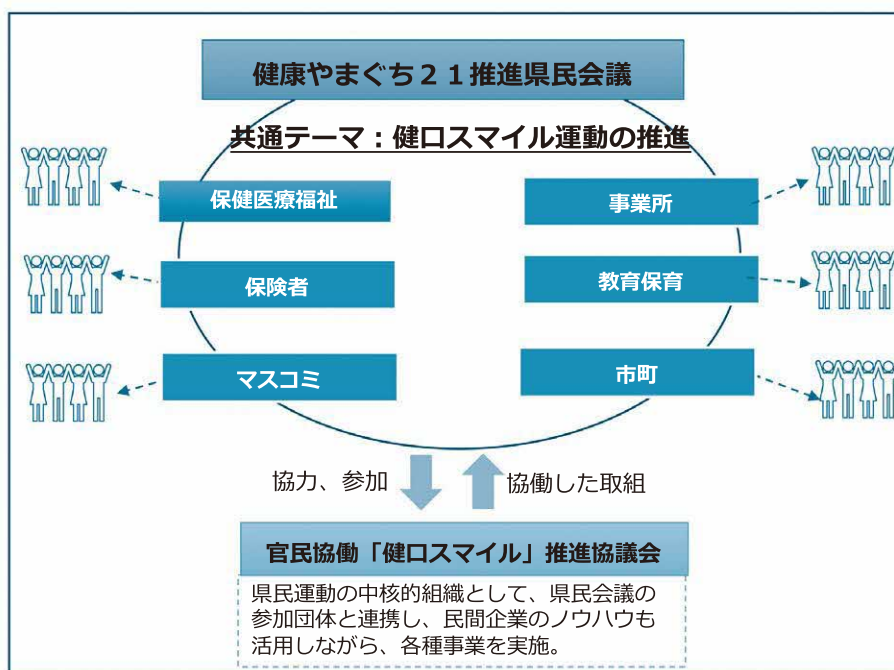 健康やまぐち２１推進県民会議
共通テーマ：健口スマイル運動の推進
保健医療福祉
事業所
保険者
教育保育
マスコミ
市町
協力、参加
協働した取組
官民協働「健口スマイル」推進協議会
県民運動の中核的組織として、県民会議の
参加団体と連携し、民間企業のノウハウも
活用しながら、各種事業を実施。